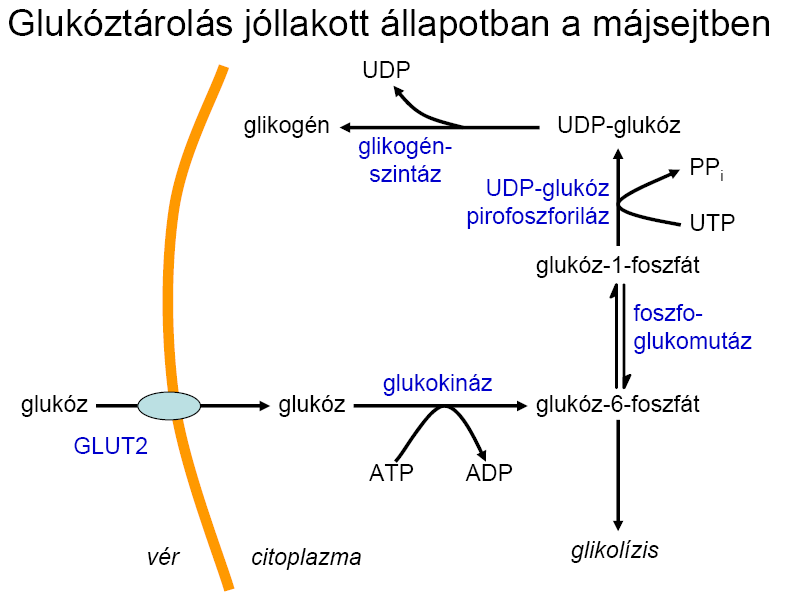 Glukóztárolás jóllakott állapotban a májsejtben
UDP
glikogén
UDP-glukóz
glikogén-
szintáz
PPi
UDP-glukóz
pirofoszforiláz
UTP
glukóz-1-foszfát
foszfo-
glukomutáz
glukokináz
glukóz
glukóz
glukóz-6-foszfát
GLUT2
ATP
ADP
vér
citoplazma
glikolízis